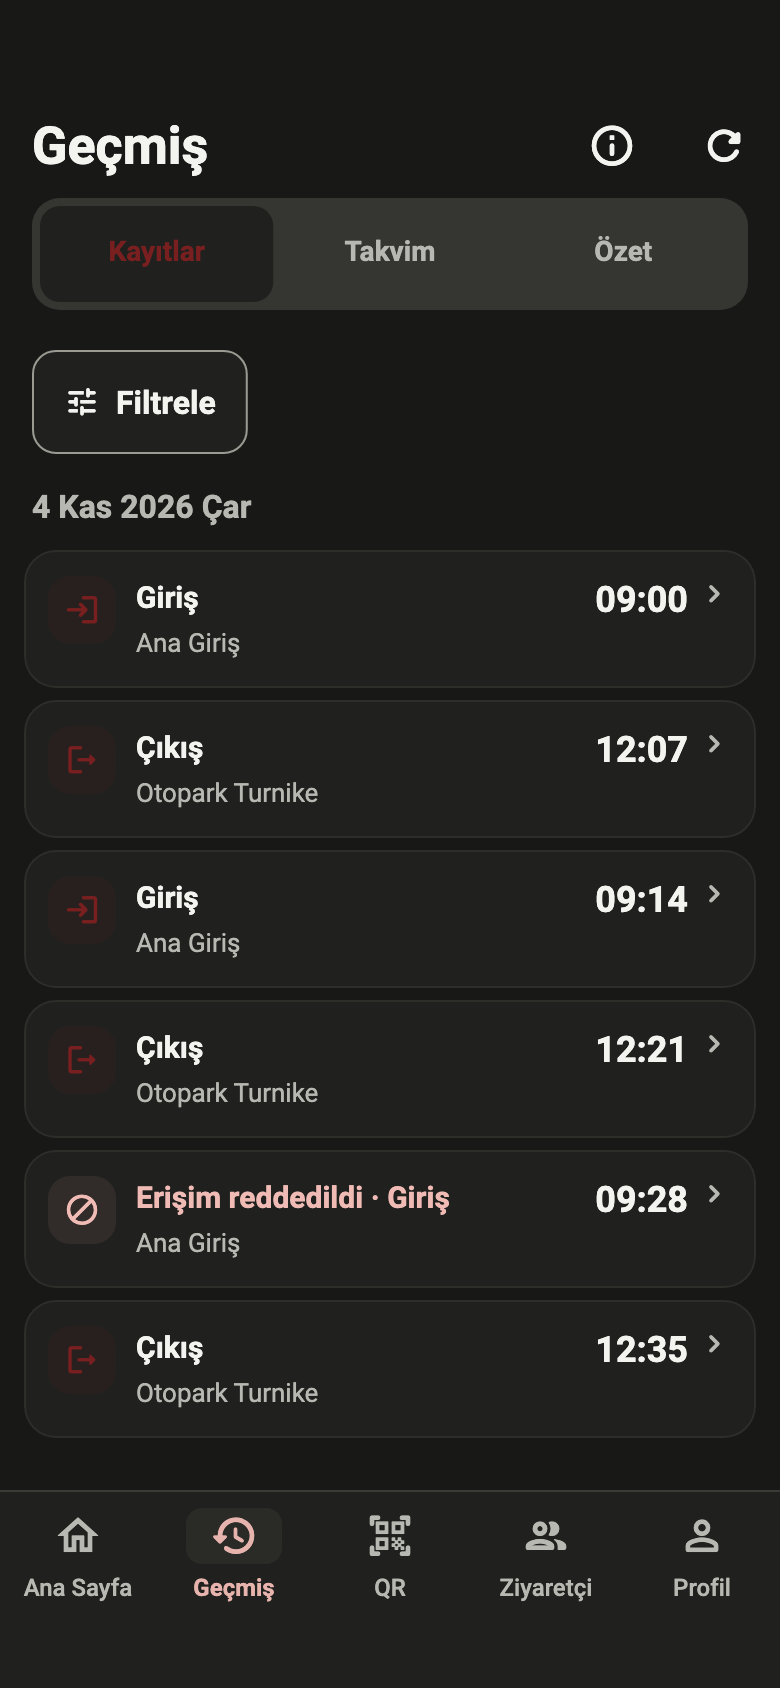 Geçmiş
Kayıtlar
Takvim
Özet
Filtrele
4 Kas 2026 Çar
Giriş
09:00
Ana Giriş
Çıkış
12:07
Otopark Turnike
Giriş
09:14
Ana Giriş
Çıkış
12:21
Otopark Turnike
Erişim reddedildi · Giriş
09:28
Ana Giriş
Çıkış
12:35
Otopark Turnike
Ana Sayfa
Geçmiş
QR
Ziyaretçi
Profil